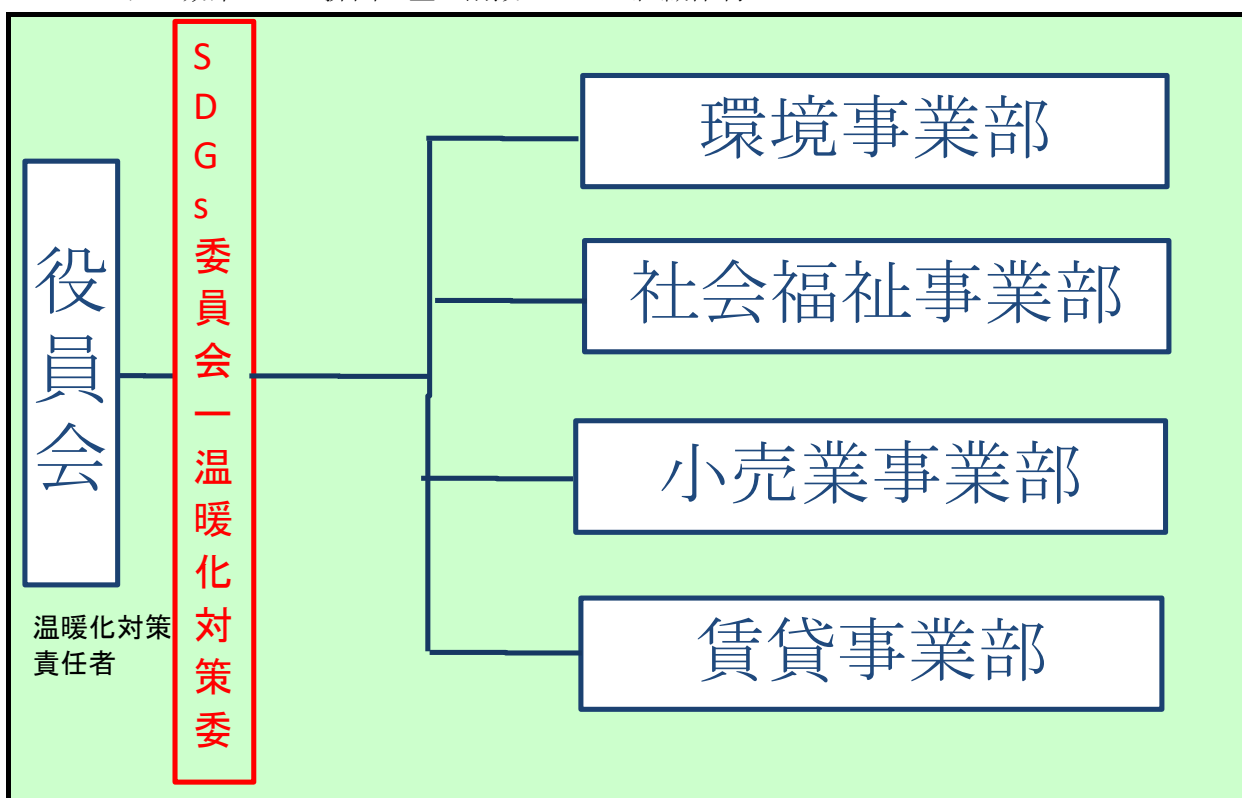 役員会
温暖化対策
責任者
SDGs委員会ー温暖化対策委
環境事業部
社会福祉事業部
小売業事業部
賃貸事業部